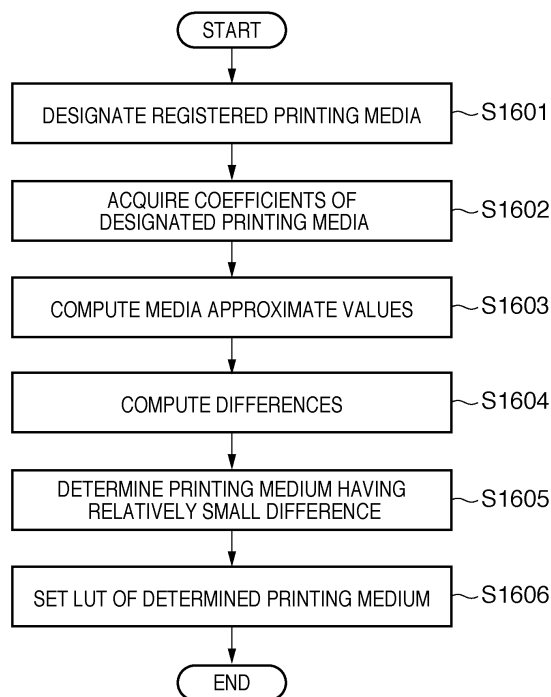 START
DESIGNATE REGISTERED PRINTING MEDIA
S1601
ACQUIRE COEFFICIENTS OF
DESIGNATED PRINTING MEDIA
S1602
COMPUTE MEDIA APPROXIMATE VALUES
S1603
COMPUTE DIFFERENCES
S1604
DETERMINE PRINTING MEDIUM HAVING
RELATIVELY SMALL DIFFERENCE
S1605
SET LUT OF DETERMINED PRINTING MEDIUM
S1606
END